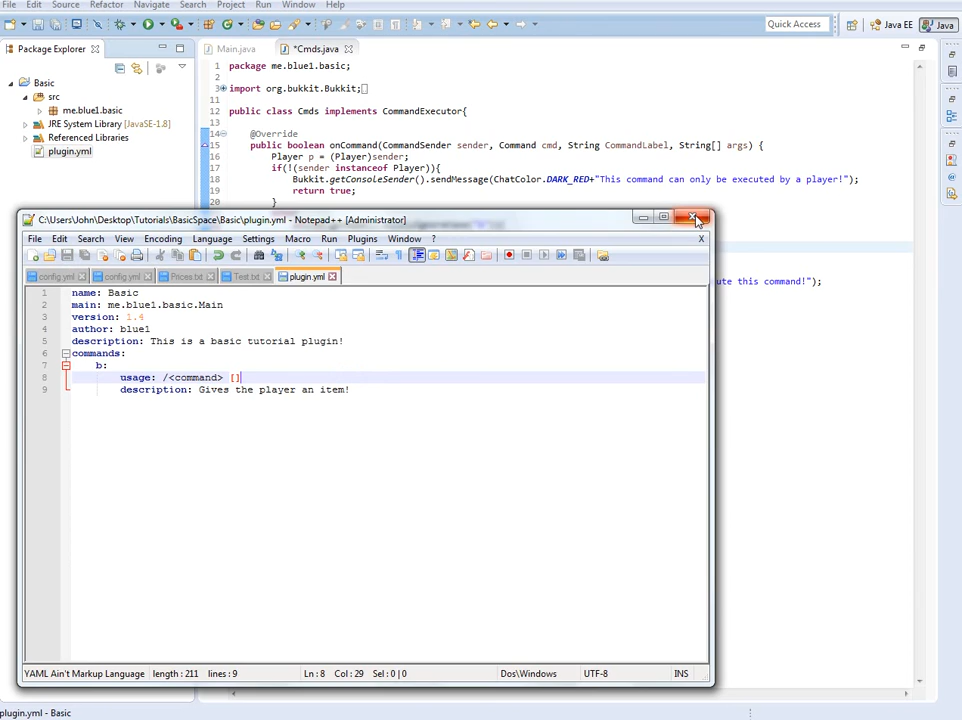 File Edit Source Refactor Navigate Search Project Run Window Help
Quick Access Java EE Java
Package Explorer
Main.java *Cmds.java
Basic
src
me.blue1.basic
JRE System Library [JavaSE-1.8]
Referenced Libraries
plugin.yml
1 package me.blue1.basic;
2
3 import org.bukkit.Bukkit;
11
12 public class Cmds implements CommandExecutor{
13
14 @Override
15 public boolean onCommand(CommandSender sender, Command cmd, String CommandLabel, String[] args) {
16 Player p = (Player)sender;
17 if(!(sender instanceof Player)){
18 Bukkit.getConsoleSender().sendMessage(ChatColor.DARK_RED+"This command can only be executed by a player!");
19 return true;
20 }
ute this command!");
C:\Users\John\Desktop\Tutorials\BasicSpace\Basic\plugin.yml - Notepad++ [Administrator]
File Edit Search View Encoding Language Settings Macro Run Plugins Window ? X
config.yml config.yml Prices.txt Test.txt plugin.yml
1 name: Basic
2 main: me.blue1.basic.Main
3 version: 1.4
4 author: blue1
5 description: This is a basic tutorial plugin!
6 commands:
7 b:
8 usage: /<command> []
9 description: Gives the player an item!
YAML Ain't Markup Language length : 211 lines : 9 Ln : 8 Col : 29 Sel : 0 | 0 Dos\Windows UTF-8 INS
plugin.yml - Basic